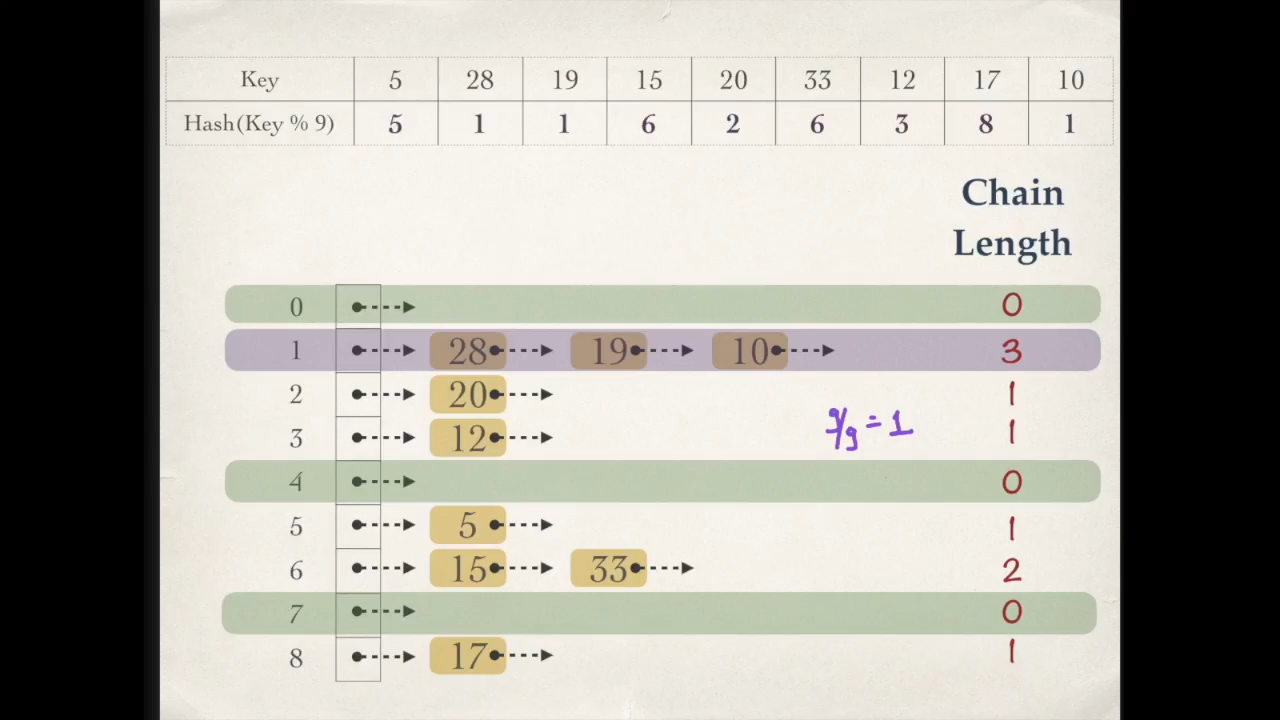 Key 5 28 19 15 20 33 12 17 10
Hash(Key % 9) 5 1 1 6 2 6 3 8 1
Chain
Length
0 0
1 28 19 10 3
2 20 1
3 12 1
9/9 = 1
4 0
5 5 1
6 15 33 2
7 0
8 17 1